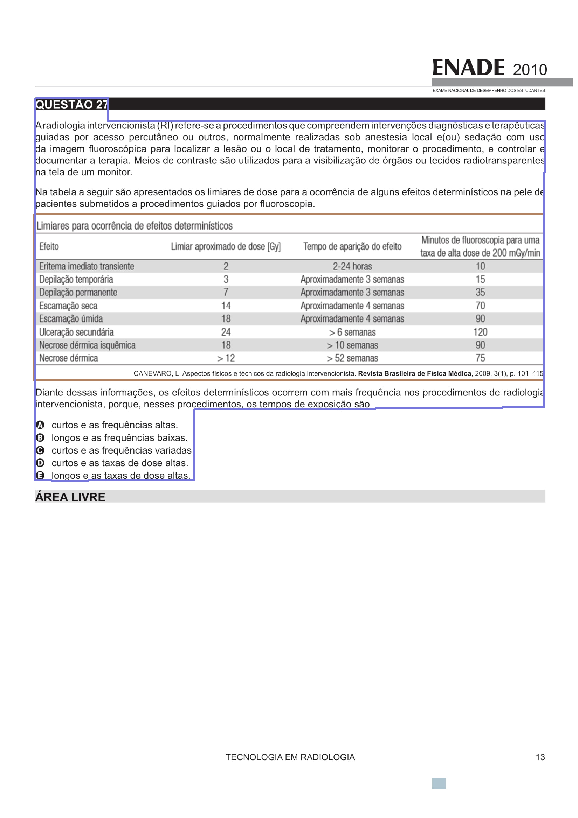 ENADE 2010
EXAME NACIONAL DE DESEMPENHO DOS ESTUDANTES
QUESTÃO 27
A radiologia intervencionista (RI) refere-se a procedimentos que compreendem intervenções diagnósticas e terapêuticas
guiadas por acesso percutâneo ou outros, normalmente realizadas sob anestesia local e(ou) sedação com uso
da imagem fluoroscópica para localizar a lesão ou o local de tratamento, monitorar o procedimento, e controlar e
documentar a terapia. Meios de contraste são utilizados para a visibilização de órgãos ou tecidos radiotransparentes
na tela de um monitor.
Na tabela a seguir são apresentados os limiares de dose para a ocorrência de alguns efeitos determinísticos na pele de
pacientes submetidos a procedimentos guiados por fluoroscopia.
Limiares para ocorrência de efeitos determinísticos
Efeito Limiar aproximado de dose [Gy] Tempo de aparição do efeito Minutos de fluoroscopia para uma
taxa de alta dose de 200 mGy/min
Eritema imediato transiente 2 2-24 horas 10
Depilação temporária 3 Aproximadamente 3 semanas 15
Depilação permanente 7 Aproximadamente 3 semanas 35
Escamação seca 14 Aproximadamente 4 semanas 70
Escamação úmida 18 Aproximadamente 4 semanas 90
Ulceração secundária 24 > 6 semanas 120
Necrose dérmica isquêmica 18 > 10 semanas 90
Necrose dérmica > 12 > 52 semanas 75
CANEVARO, L. Aspectos físicos e técnicos da radiologia intervencionista. Revista Brasileira de Física Médica, 2009; 3(1), p. 101-115
Diante dessas informações, os efeitos determinísticos ocorrem com mais frequência nos procedimentos de radiologia
intervencionista, porque, nesses procedimentos, os tempos de exposição são
A curtos e as frequências altas.
B longos e as frequências baixas.
C curtos e as frequências variadas
D curtos e as taxas de dose altas.
E longos e as taxas de dose altas.
ÁREA LIVRE
TECNOLOGIA EM RADIOLOGIA 13